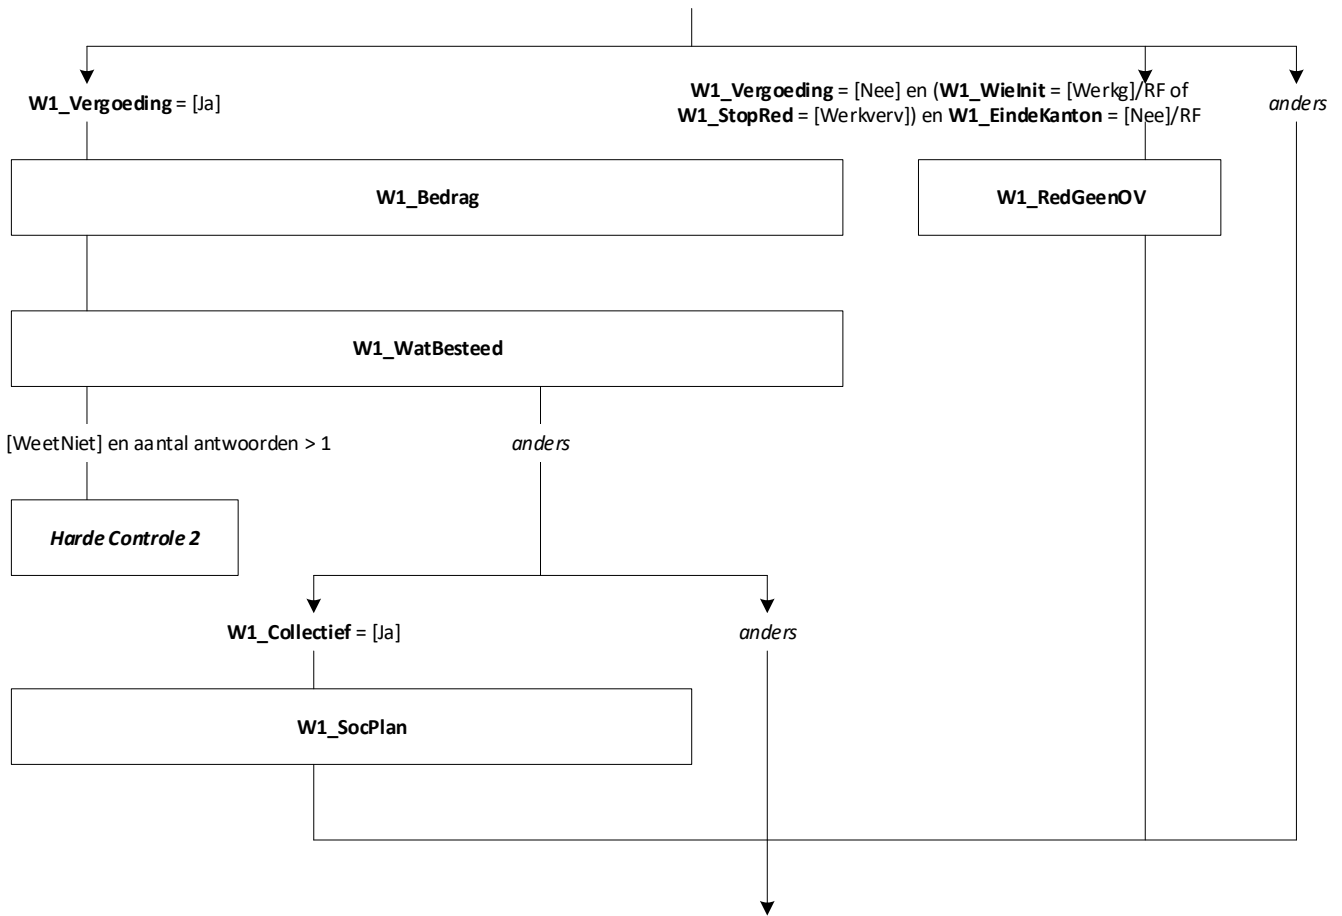 W1_Vergoeding = [Ja]
W1_Vergoeding = [Nee] en (W1_WieInit = [Werkg]/RF of
W1_StopRed = [Werkverv]) en W1_EindeKanton = [Nee]/RF
anders
W1_Bedrag
W1_RedGeenOV
W1_WatBesteed
[WeetNiet] en aantal antwoorden > 1
anders
Harde Controle 2
W1_Collectief = [Ja]
anders
W1_SocPlan